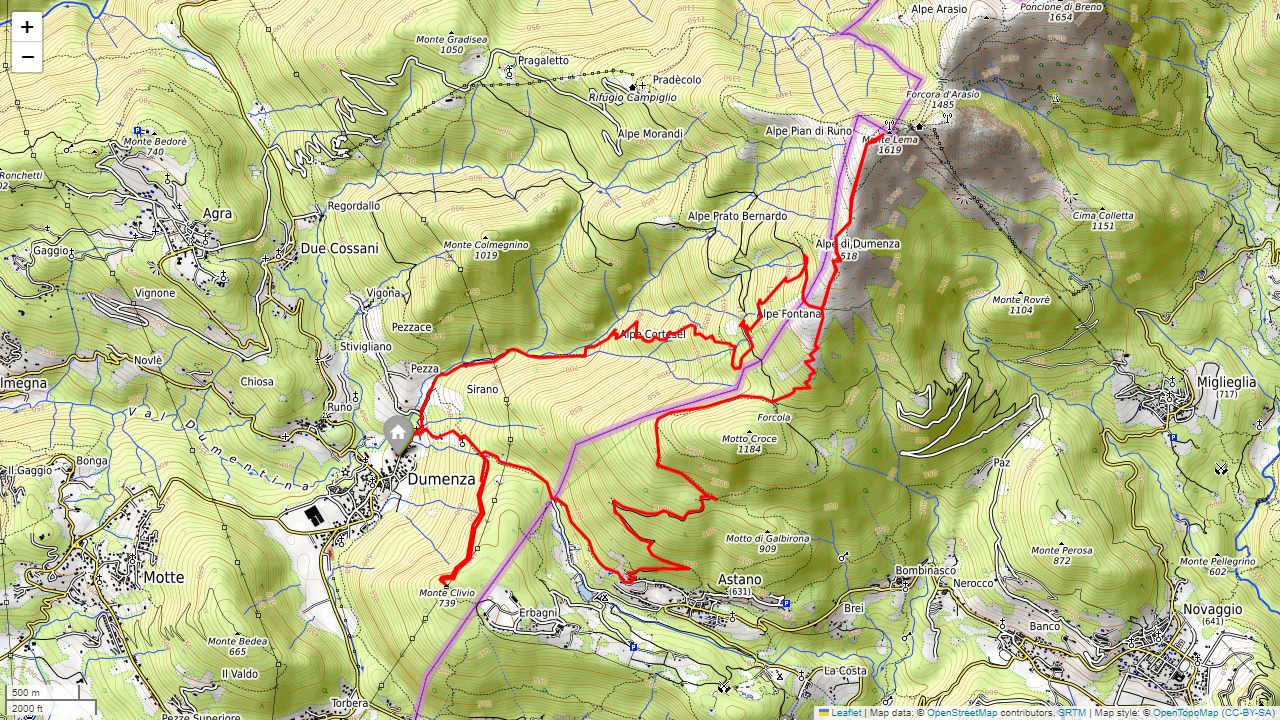 +
−
Alpe Arasio
Poncione di Breno
1654
Monte Gradisea
1050
Pragaletto
Pradècolo
Rifugio Campiglio
Forcora d'Arasio
1485
Alpe Morandi
Alpe Pian di Runo
Monte Lema
1619
Monte Bedorè
740
Ronchetti
Agra
Regordallo
Alpe Prato Bernardo
Cima Colletta
1151
Gaggio
Due Cossani
Monte Colmegnino
1019
Alpe di Dumenza
518
Vignone
Vigona
Monte Rovrè
1104
Alpe Fontana
Pezzace
Alpe Cortesel
Stivigliano
Novlè
Pezza
lmegna
Chiosa
Sirano
Miglieglia
(717)
Runo
Forcola
Val Dumentina
Motto Croce
1184
Bonga
Il Gaggio
Paz
Dumenza
Motto di Galbirona
909
Monte Perosa
872
Monte Pellegrino
602
Motte
Astano
(631)
Bombinasco
Nerocco
Monte Clivio
739
Erbagni
Brei
Novaggio
(641)
Banco
Monte Bedea
665
Il Valdo
La Costa
Torbera
Pezze Superiore
500 m
2000 ft
Leaflet | Map data: © OpenStreetMap contributors, SRTM | Map style: © OpenTopoMap (CC-BY-SA)